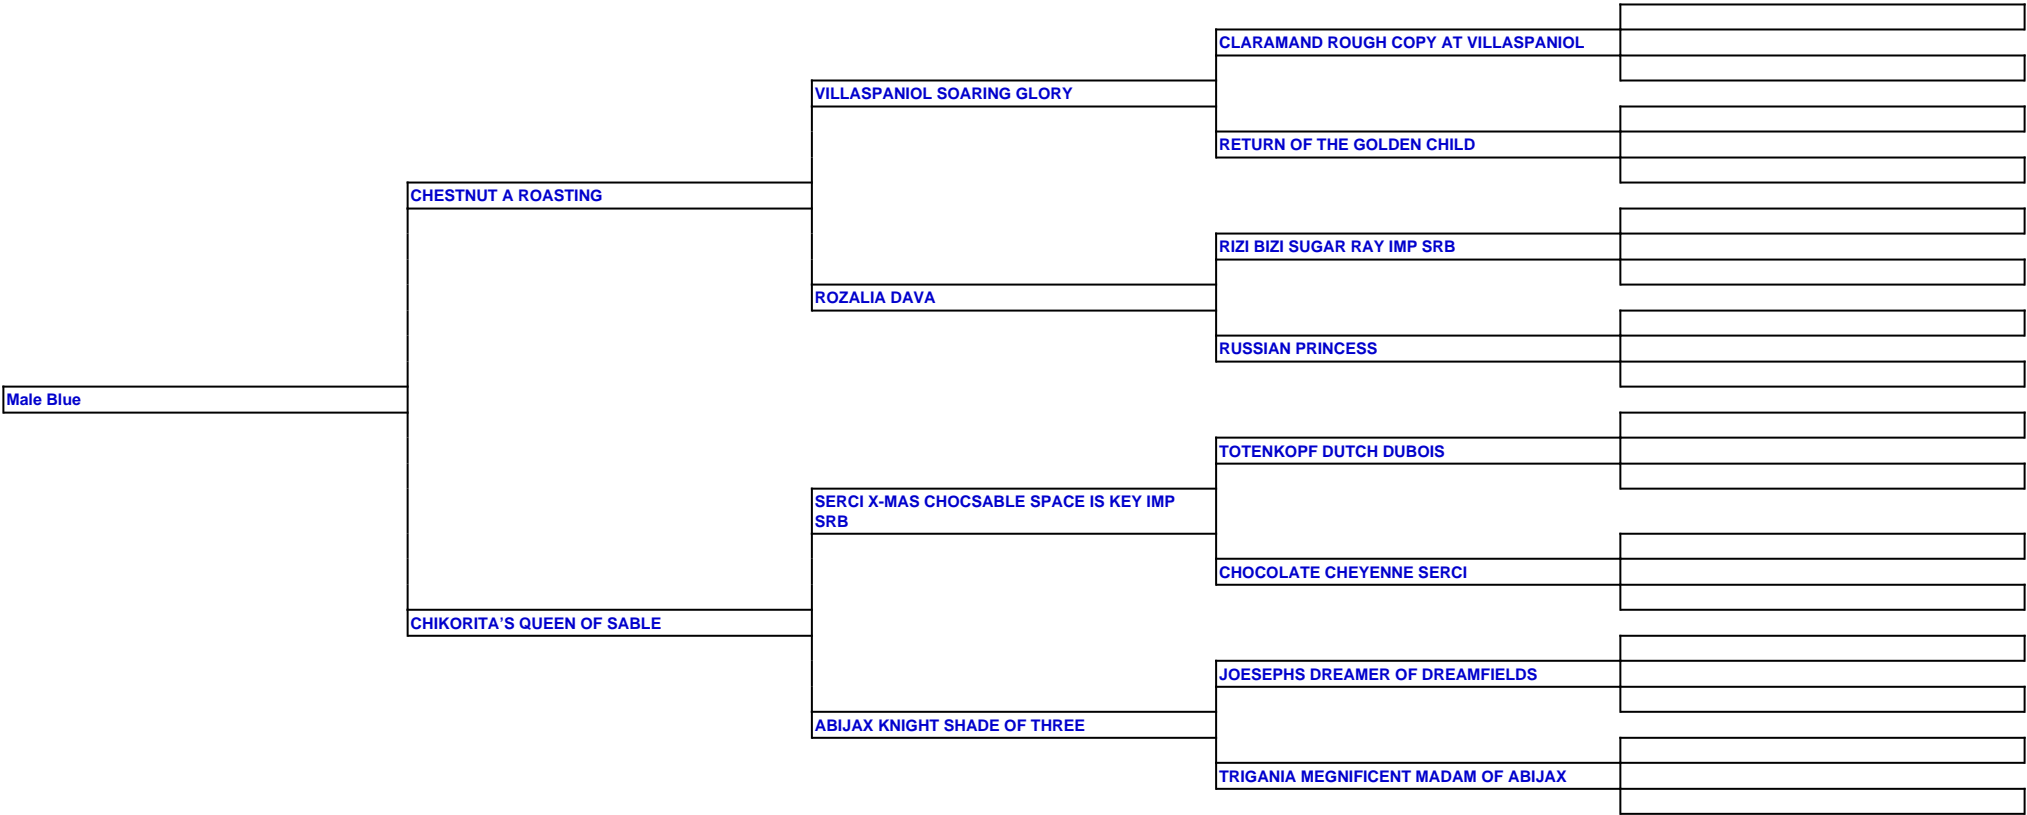 CLARAMAND ROUGH COPY AT VILLASPANIOL
VILLASPANIOL SOARING GLORY
RETURN OF THE GOLDEN CHILD
CHESTNUT A ROASTING
RIZI BIZI SUGAR RAY IMP SRB
ROZALIA DAVA
RUSSIAN PRINCESS
Male Blue
TOTENKOPF DUTCH DUBOIS
SERCI X-MAS CHOCSABLE SPACE IS KEY IMP
SRB
CHOCOLATE CHEYENNE SERCI
CHIKORITA’S QUEEN OF SABLE
JOESEPHS DREAMER OF DREAMFIELDS
ABIJAX KNIGHT SHADE OF THREE
TRIGANIA MEGNIFICENT MADAM OF ABIJAX